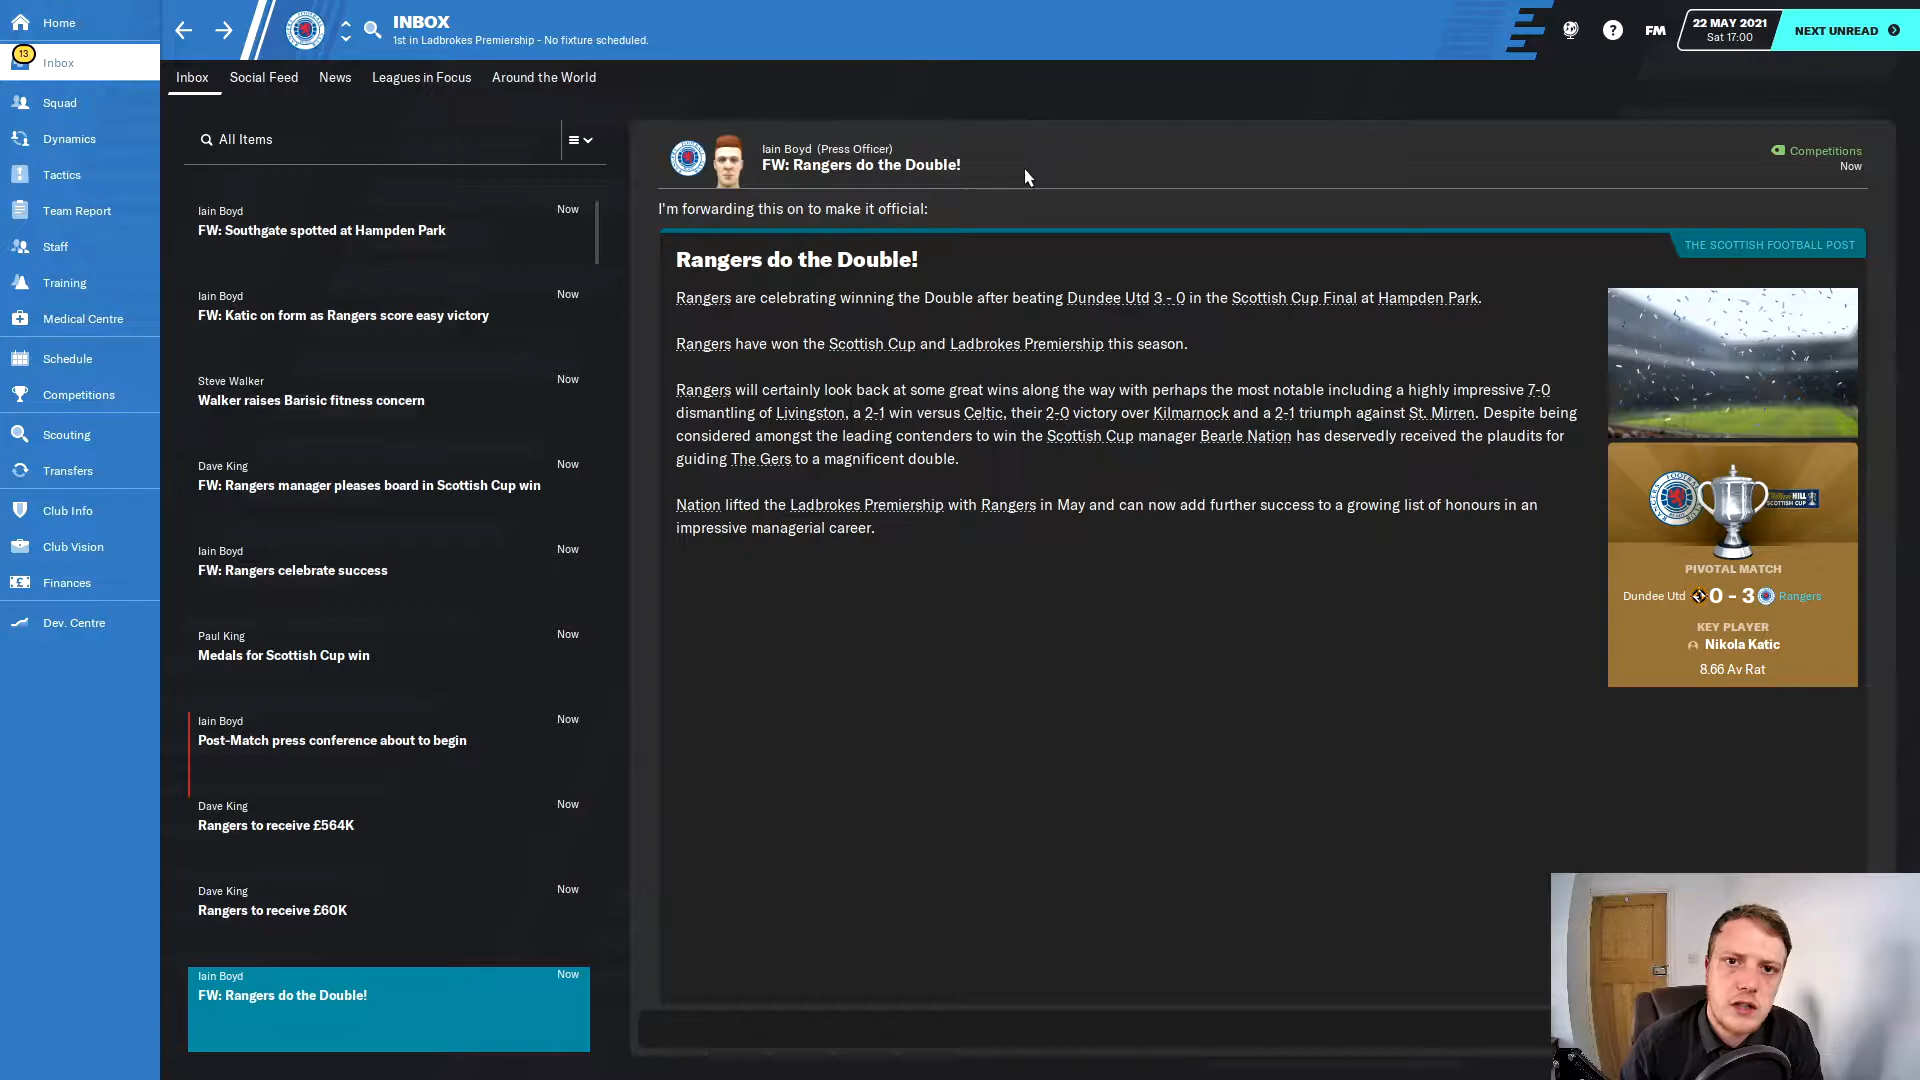 Home
13
Inbox
Squad
Dynamics
Tactics
Team Report
Staff
Training
Medical Centre
Schedule
Competitions
Scouting
Transfers
Club Info
Club Vision
Finances
Dev. Centre
INBOX
1st in Ladbrokes Premiership - No fixture scheduled.
?
FM
22 MAY 2021
Sat 17:00
NEXT UNREAD
Inbox
Social Feed
News
Leagues in Focus
Around the World
All Items
Iain Boyd
Now
FW: Southgate spotted at Hampden Park
Iain Boyd
Now
FW: Katic on form as Rangers score easy victory
Steve Walker
Now
Walker raises Barisic fitness concern
Dave King
Now
FW: Rangers manager pleases board in Scottish Cup win
Iain Boyd
Now
FW: Rangers celebrate success
Paul King
Now
Medals for Scottish Cup win
Iain Boyd
Now
Post-Match press conference about to begin
Dave King
Now
Rangers to receive £564K
Dave King
Now
Rangers to receive £60K
Iain Boyd
Now
FW: Rangers do the Double!
Iain Boyd (Press Officer)
FW: Rangers do the Double!
Competitions
Now
I'm forwarding this on to make it official:
THE SCOTTISH FOOTBALL POST
Rangers do the Double!
Rangers are celebrating winning the Double after beating Dundee Utd 3 - 0 in the Scottish Cup Final at Hampden Park.
Rangers have won the Scottish Cup and Ladbrokes Premiership this season.
Rangers will certainly look back at some great wins along the way with perhaps the most notable including a highly impressive 7-0
dismantling of Livingston, a 2-1 win versus Celtic, their 2-0 victory over Kilmarnock and a 2-1 triumph against St. Mirren. Despite being
considered amongst the leading contenders to win the Scottish Cup manager Bearle Nation has deservedly received the plaudits for
guiding The Gers to a magnificent double.
Nation lifted the Ladbrokes Premiership with Rangers in May and can now add further success to a growing list of honours in an
impressive managerial career.
SCOTTISH CUP
PIVOTAL MATCH
Dundee Utd 0 - 3 Rangers
KEY PLAYER
Nikola Katic
8.66 Av Rat